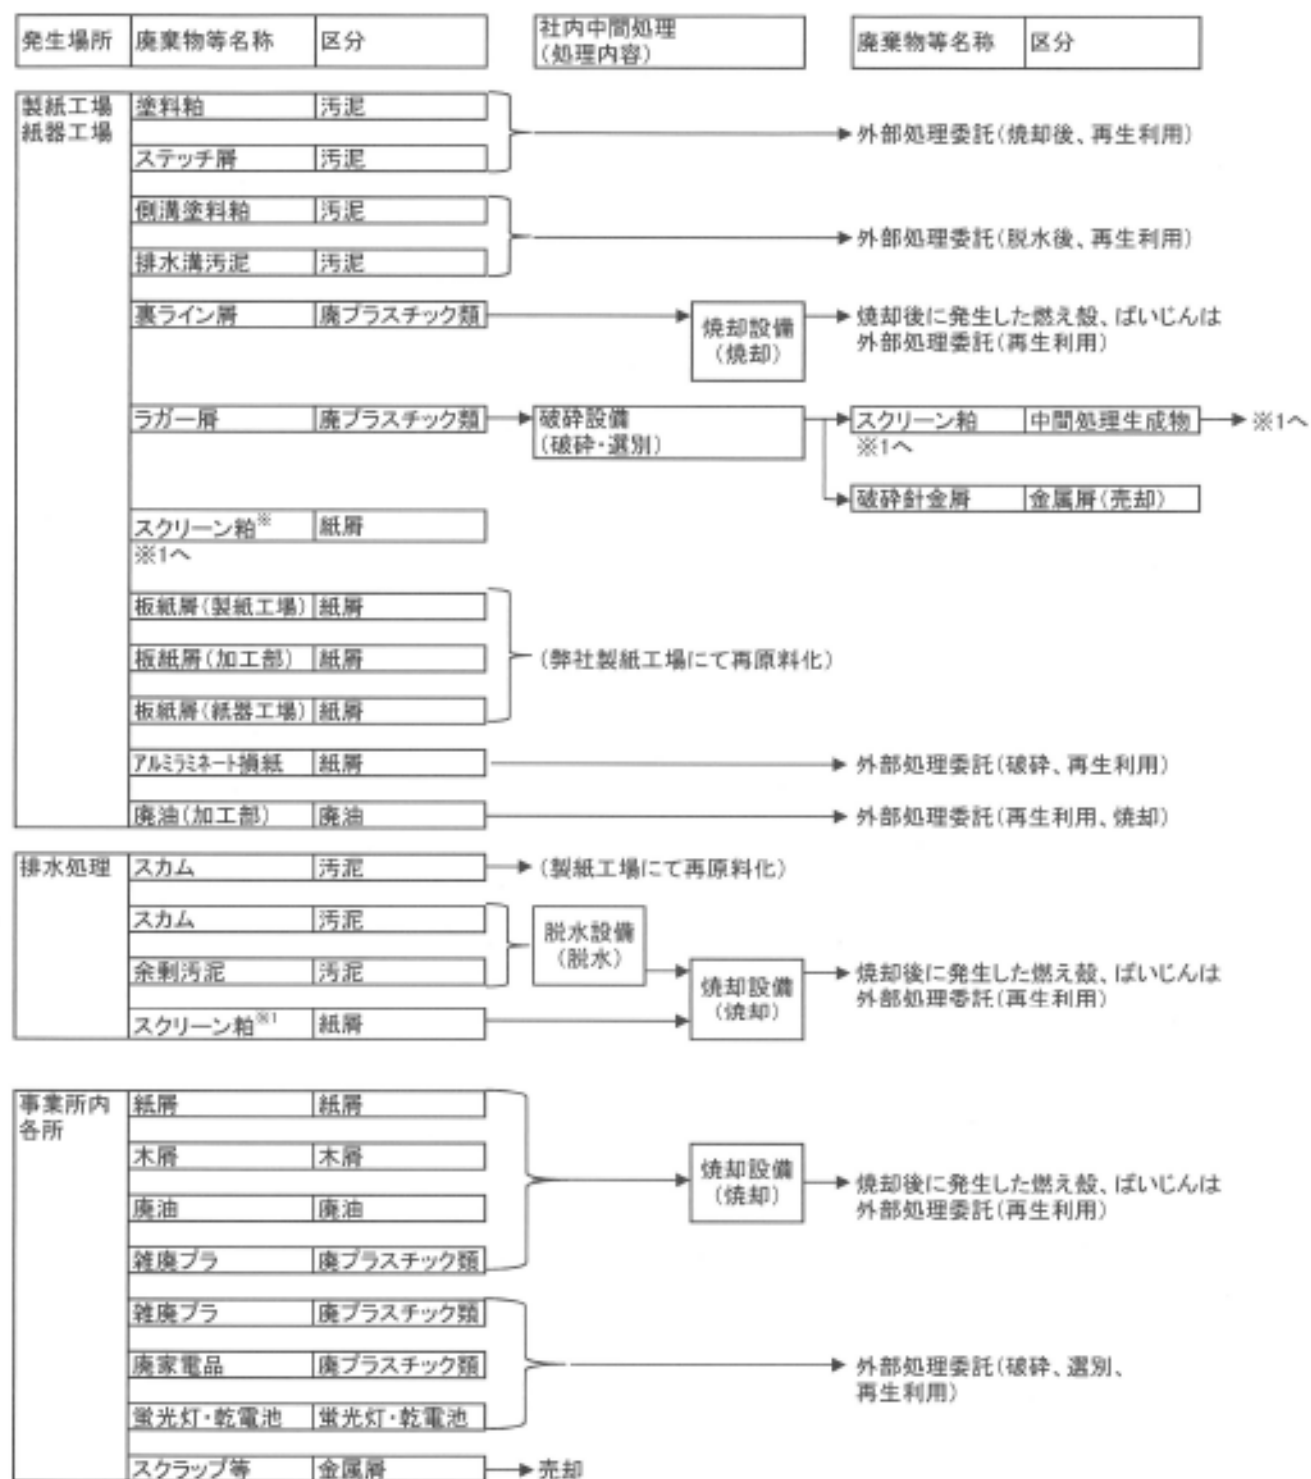 発生場所 廃棄物等名称 区分 社内中間処理 廃棄物等名称 区分
(処理内容)
製紙工場 塗料粕 汚泥
紙器工場
外部処理委託(焼却後、再生利用)
ステッチ屑 汚泥
側溝塗料粕 汚泥
外部処理委託(脱水後、再生利用)
排水溝汚泥 汚泥
裏ライン屑 廃プラスチック類 焼却設備 焼却後に発生した燃え殻、ばいじんは
(焼却) 外部処理委託(再生利用)
ラガー屑 廃プラスチック類 破砕設備 スクリーン粕 中間処理生成物 ※1へ
(破砕・選別) ※1へ
破砕針金屑 金属屑(売却)
スクリーン粕※ 紙屑
※1へ
板紙屑(製紙工場) 紙屑
板紙屑(加工部) 紙屑 (弊社製紙工場にて再原料化)
板紙屑(紙器工場) 紙屑
アルミラミネート損紙 紙屑 外部処理委託(破砕、再生利用)
廃油(加工部) 廃油 外部処理委託(再生利用、焼却)
排水処理 スカム 汚泥 (製紙工場にて再原料化)
スカム 汚泥 脱水設備
(脱水)
余剰汚泥 汚泥 焼却設備 焼却後に発生した燃え殻、ばいじんは
(焼却) 外部処理委託(再生利用)
スクリーン粕※1 紙屑
事業所内 紙屑 紙屑
各所
木屑 木屑 焼却設備 焼却後に発生した燃え殻、ばいじんは
(焼却) 外部処理委託(再生利用)
廃油 廃油
雑廃プラ 廃プラスチック類
雑廃プラ 廃プラスチック類
廃家電品 廃プラスチック類 外部処理委託(破砕、選別、
再生利用)
蛍光灯・乾電池 蛍光灯・乾電池
スクラップ等 金属屑 売却